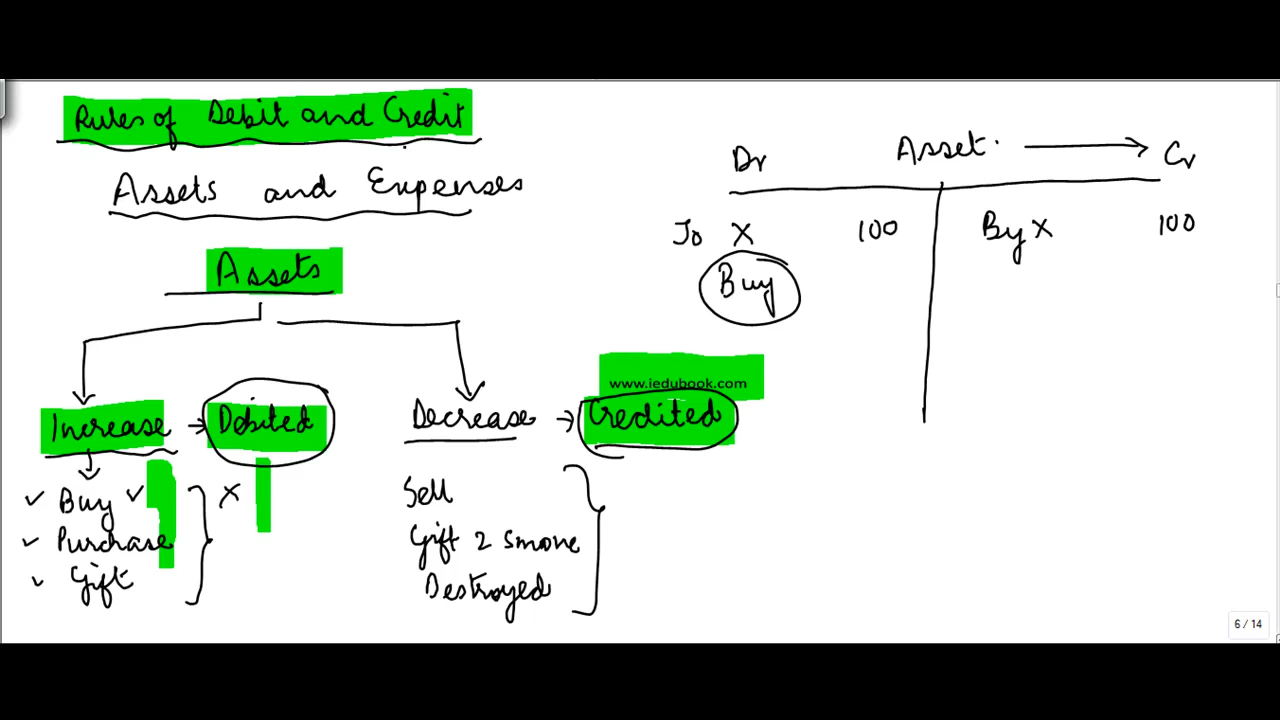 Rules of Debit and Credit
Assets and Expenses
Assets
Increase → Debited
Decrease → Credited
Buy
Purchase
Gift
x
Sell
Gift 2 smone
Destroyed
www.iedubook.com
Dr Asset. → Cr
To X 100 By X 100
Buy
6 / 14